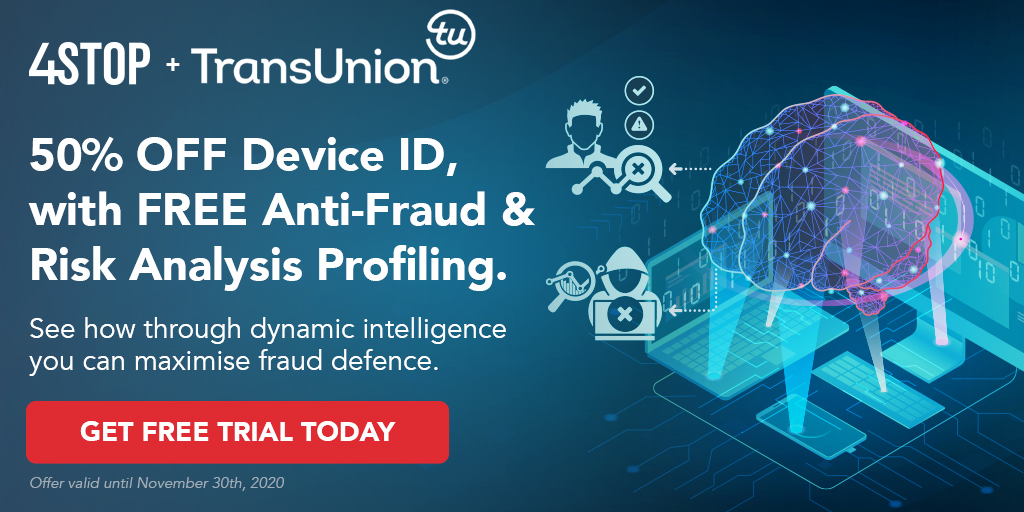 4STOP + TransUnion®
tu
50% OFF Device ID,
with FREE Anti-Fraud &
Risk Analysis Profiling.
See how through dynamic intelligence
you can maximise fraud defence.
GET FREE TRIAL TODAY
Offer valid until November 30th, 2020